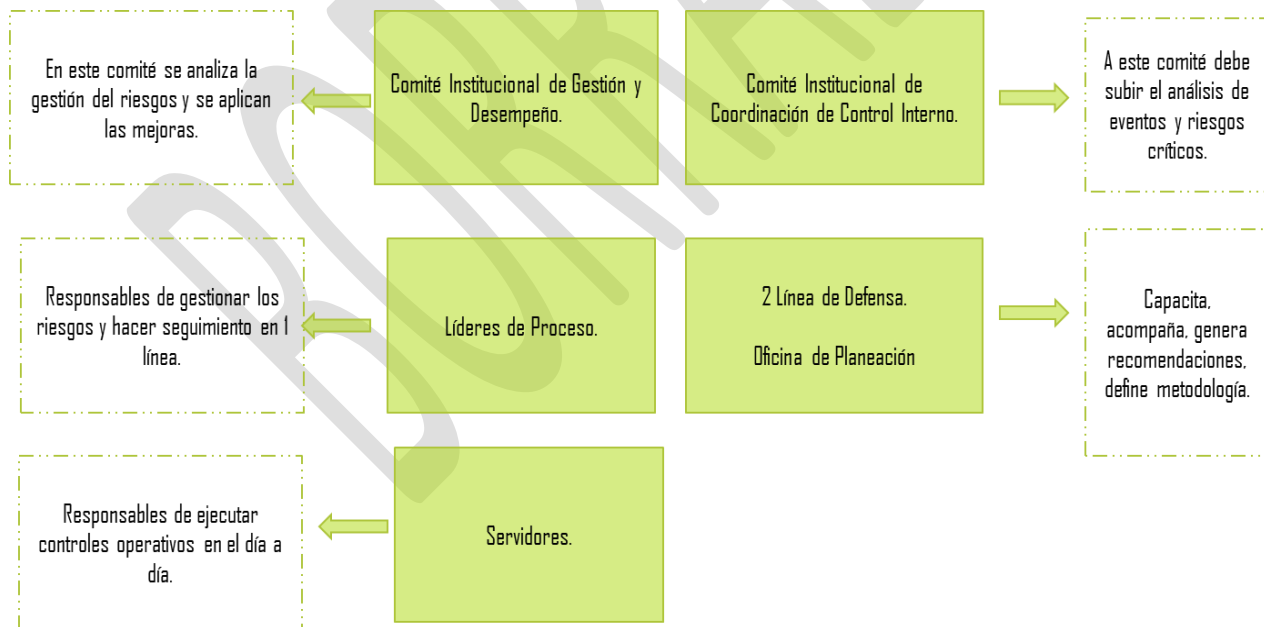 En este comité se analiza la
gestión del riesgos y se aplican
las mejoras.
Comité Institucional de Gestión y
Desempeño.
Comité Institucional de
Coordinación de Control Interno.
A este comité debe
subir el análisis de
eventos y riesgos
críticos.
Responsables de gestionar los
riesgos y hacer seguimiento en 1
línea.
Líderes de Proceso.
2 Línea de Defensa.
Oficina de Planeación
Capacita,
acompaña, genera
recomendaciones,
define metodología.
Responsables de ejecutar
controles operativos en el día a
día.
Servidores.